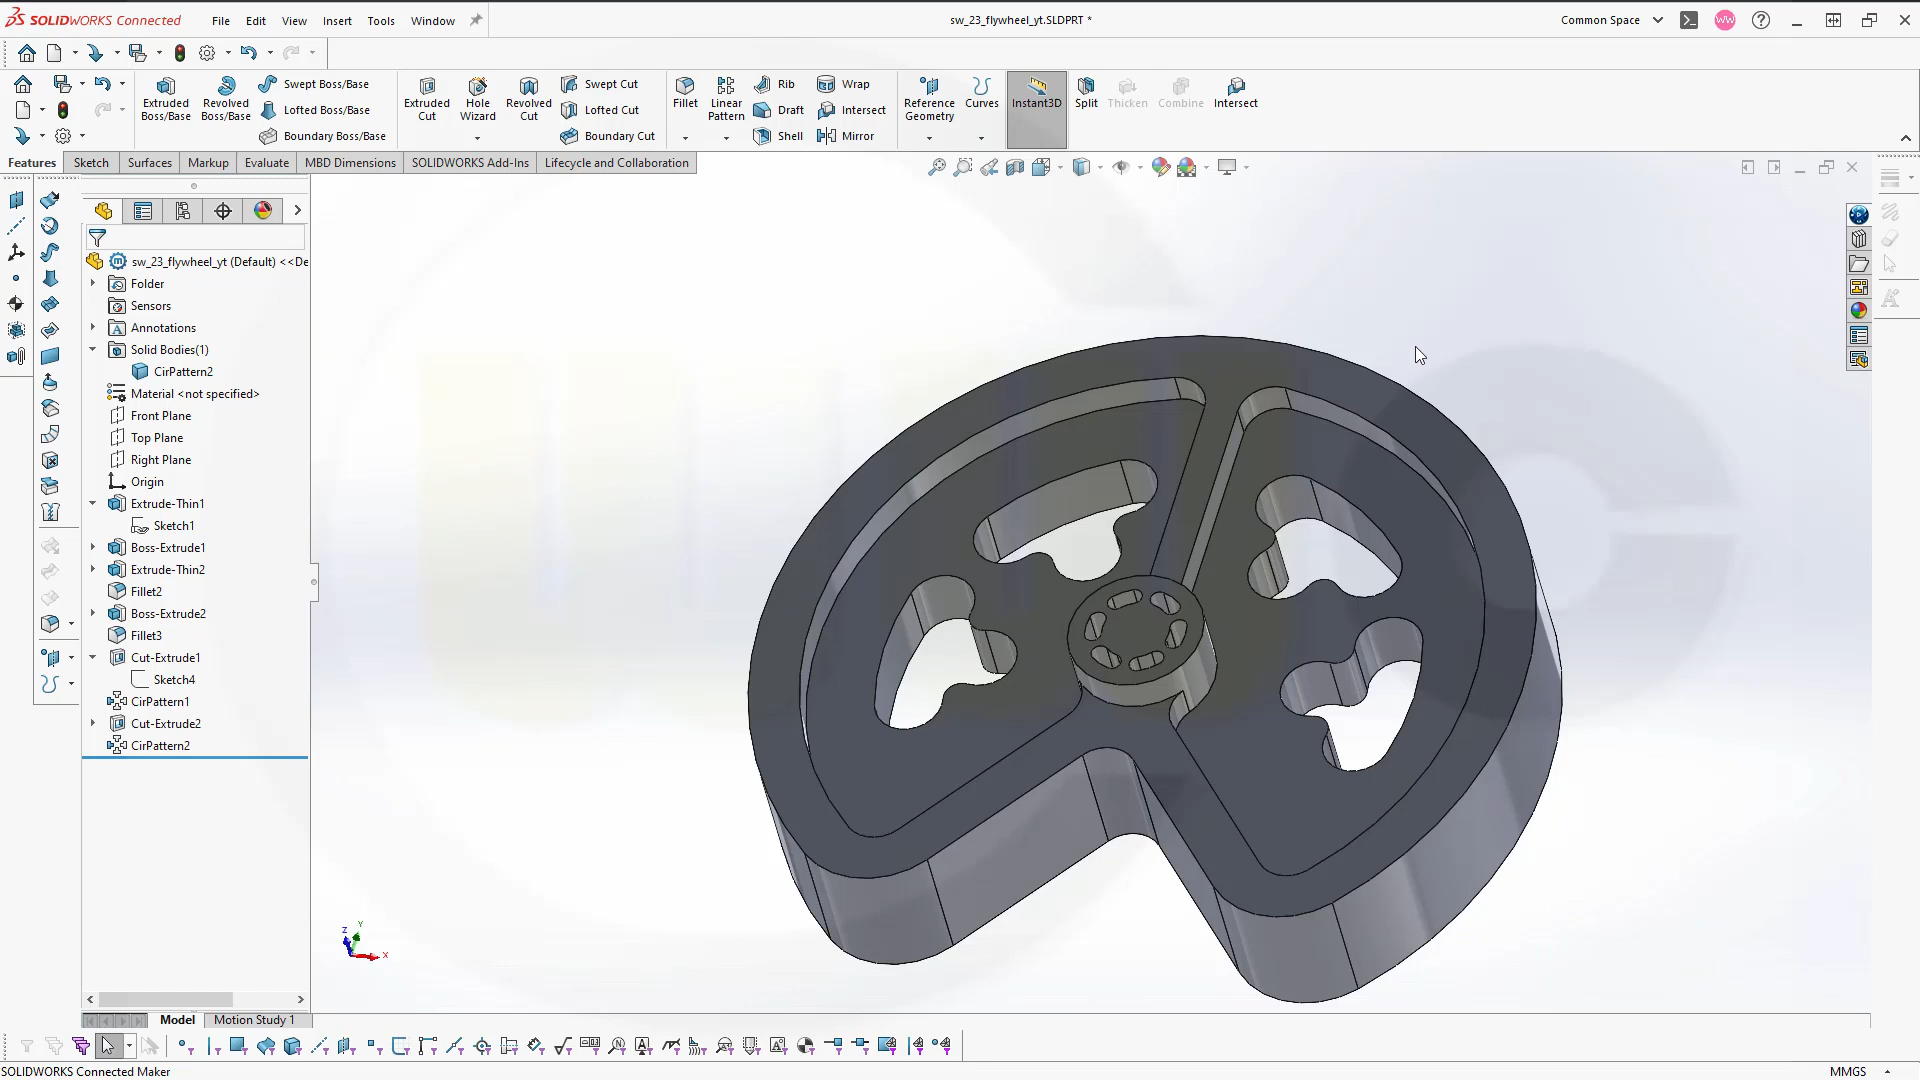 SOLIDWORKS Connected
File Edit View Insert Tools Window
sw_23_flywheel_yt.SLDPRT *
Common Space
WW
Extruded Boss/Base
Revolved Boss/Base
Swept Boss/Base
Lofted Boss/Base
Boundary Boss/Base
Extruded Cut
Hole Wizard
Revolved Cut
Swept Cut
Lofted Cut
Boundary Cut
Fillet
Linear Pattern
Rib
Draft
Shell
Wrap
Intersect
Mirror
Reference Geometry
Curves
Instant3D
Split
Thicken
Combine
Intersect
Features Sketch Surfaces Markup Evaluate MBD Dimensions SOLIDWORKS Add-Ins Lifecycle and Collaboration
sw_23_flywheel_yt (Default) <<De
Folder
Sensors
Annotations
Solid Bodies(1)
CirPattern2
Material <not specified>
Front Plane
Top Plane
Right Plane
Origin
Extrude-Thin1
Sketch1
Boss-Extrude1
Extrude-Thin2
Fillet2
Boss-Extrude2
Fillet3
Cut-Extrude1
Sketch4
CirPattern1
Cut-Extrude2
CirPattern2
Y
Z
X
Model Motion Study 1
SOLIDWORKS Connected Maker
MMGS